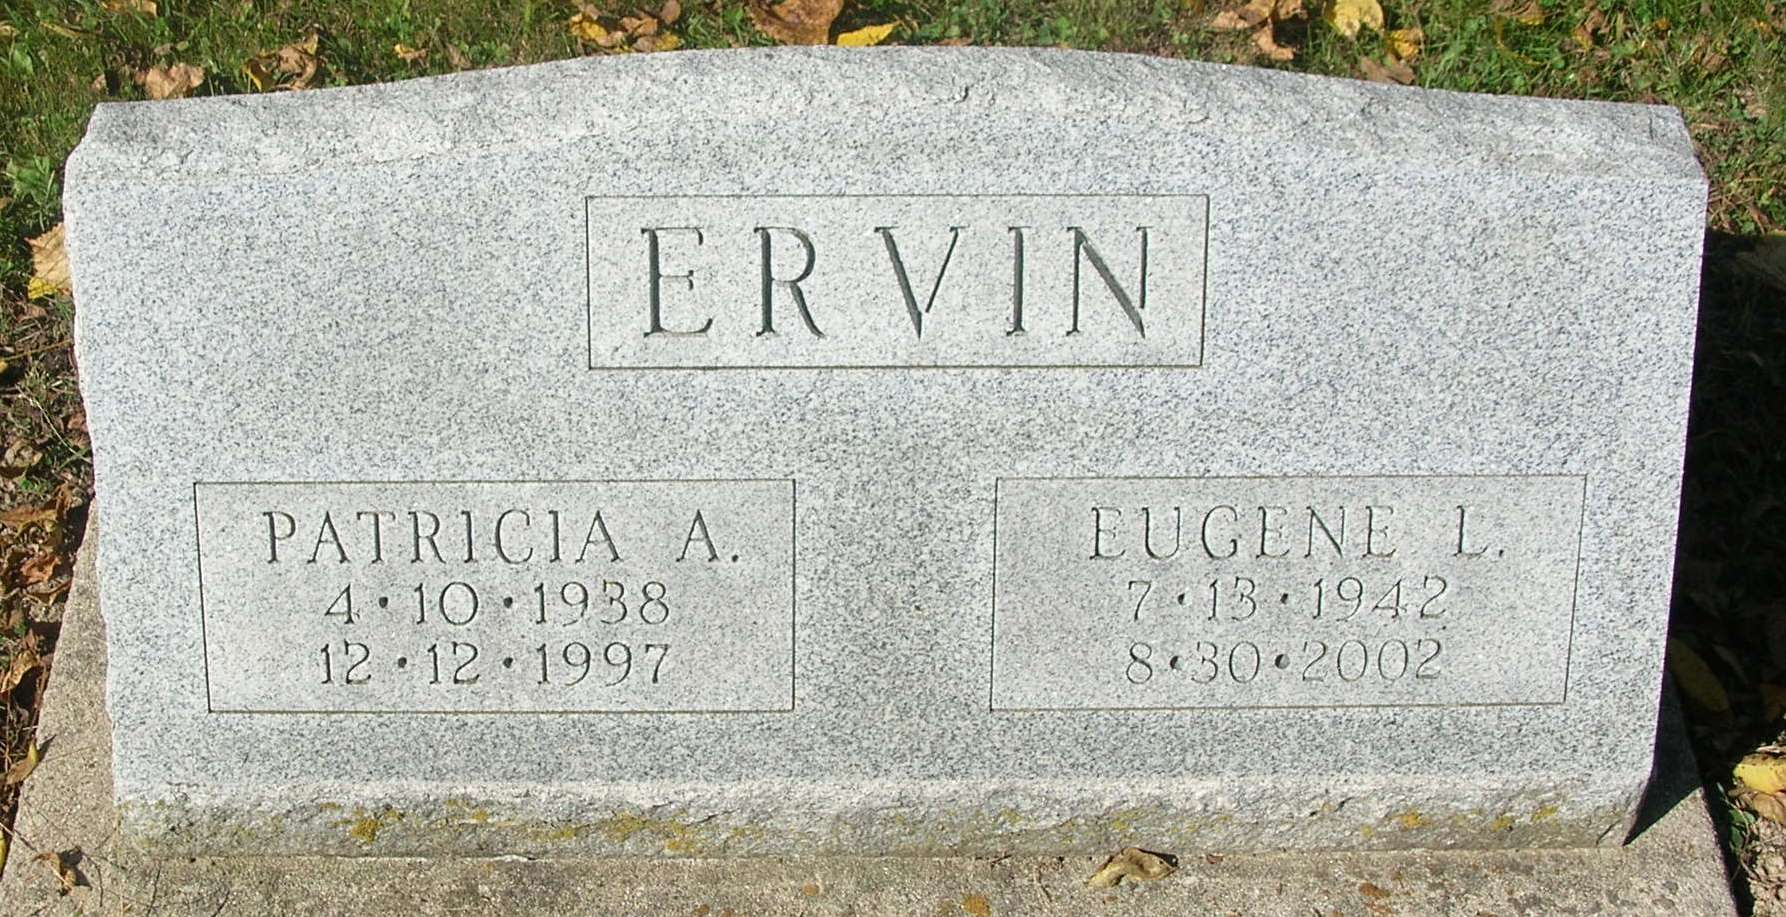 ERVIN
PATRICIA A.
4·10·1938
12·12·1997
EUGENE L.
7·13·1942
8·30·2002